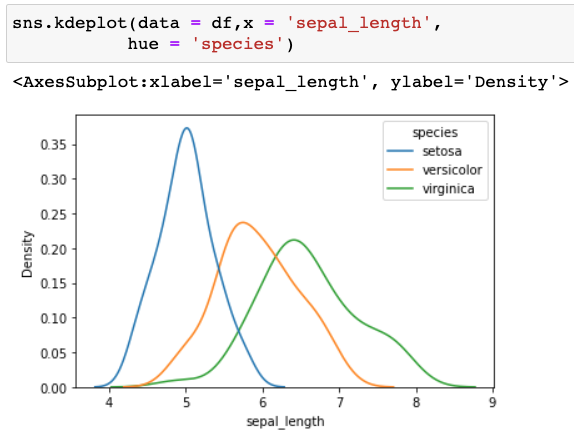 sns.kdeplot(data = df,x = 'sepal_length',
            hue = 'species')
<AxesSubplot:xlabel='sepal_length', ylabel='Density'>
species
setosa
versicolor
virginica
Density
0.35
0.30
0.25
0.20
0.15
0.10
0.05
0.00
4 5 6 7 8 9
sepal_length